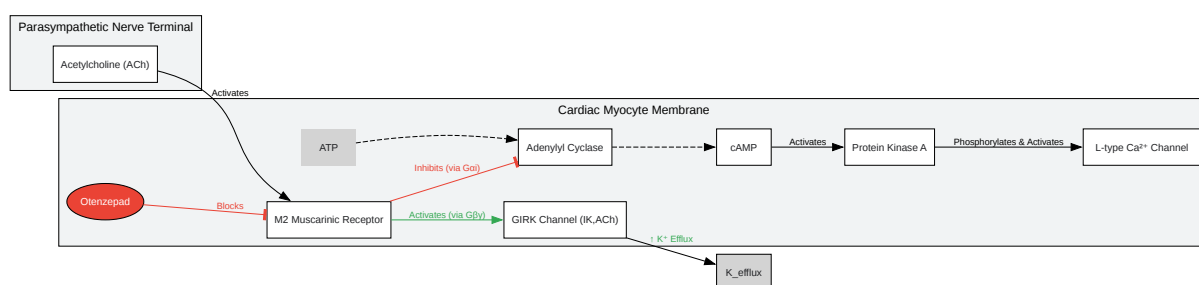 Parasympathetic Nerve Terminal
Acetylcholine (ACh)
Activates
Cardiac Myocyte Membrane
ATP
Adenylyl Cyclase
cAMP
Activates
Protein Kinase A
Phosphorylates & Activates
L-type Ca²⁺ Channel
Inhibits (via Gαi)
Otenzepad
Blocks
M2 Muscarinic Receptor
Activates (via Gβγ)
GIRK Channel (IK,ACh)
↑ K⁺ Efflux
K_efflux